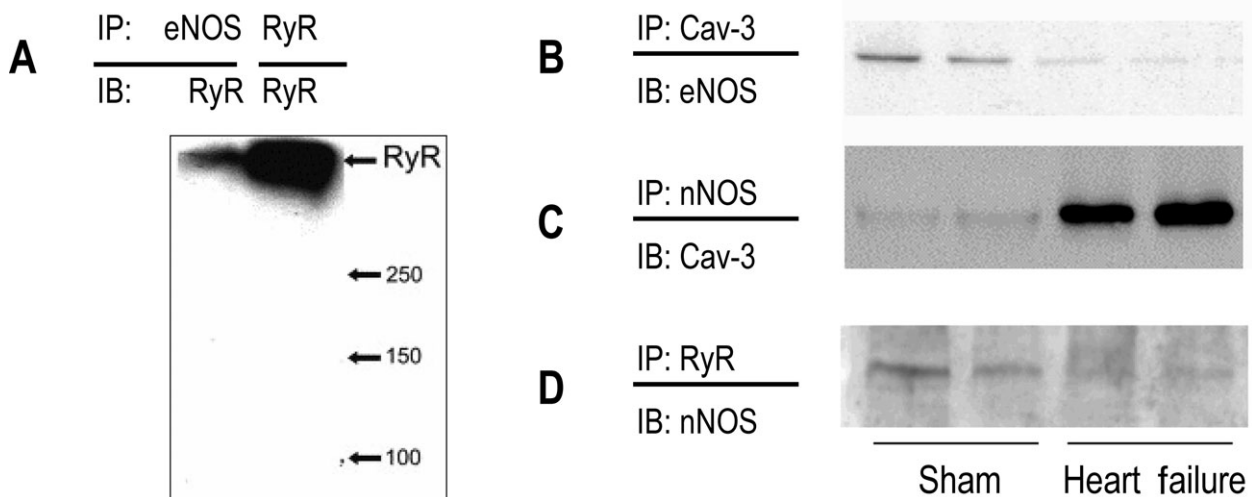 A
IP: eNOS RyR
IB: RyR RyR
RyR
250
150
100
B
IP: Cav-3
IB: eNOS
C
IP: nNOS
IB: Cav-3
D
IP: RyR
IB: nNOS
Sham Heart failure